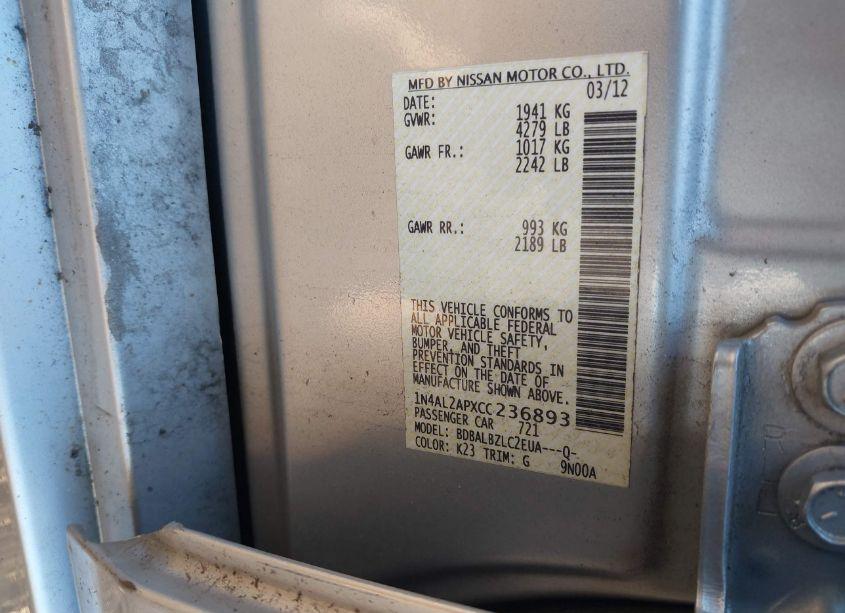 MFD BY NISSAN MOTOR CO., LTD.
DATE: 03/12
GVWR: 1941 KG
4279 LB
GAWR FR.: 1017 KG
2242 LB
GAWR RR.: 993 KG
2189 LB
THIS VEHICLE CONFORMS TO
ALL APPLICABLE FEDERAL
MOTOR VEHICLE SAFETY,
BUMPER, AND THEFT
PREVENTION STANDARDS IN
EFFECT ON THE DATE OF
MANUFACTURE SHOWN ABOVE.
1N4AL2APXCC236893
PASSENGER CAR 721
MODEL: BDBALBZLC2EUA---Q-
COLOR: K23 TRIM: G 9N00A